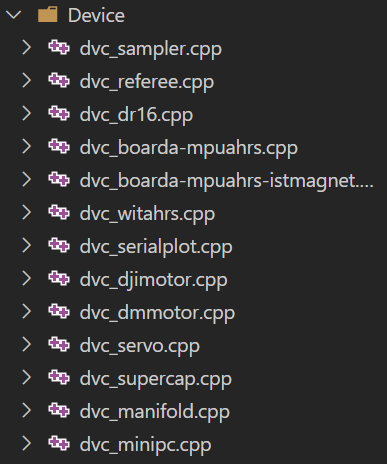 Device
dvc_sampler.cpp
dvc_referee.cpp
dvc_dr16.cpp
dvc_boarda-mpuahrs.cpp
dvc_boarda-mpuahrs-istmagnet....
dvc_witahrs.cpp
dvc_serialplot.cpp
dvc_djimotor.cpp
dvc_dmmotor.cpp
dvc_servo.cpp
dvc_supercap.cpp
dvc_manifold.cpp
dvc_minipc.cpp